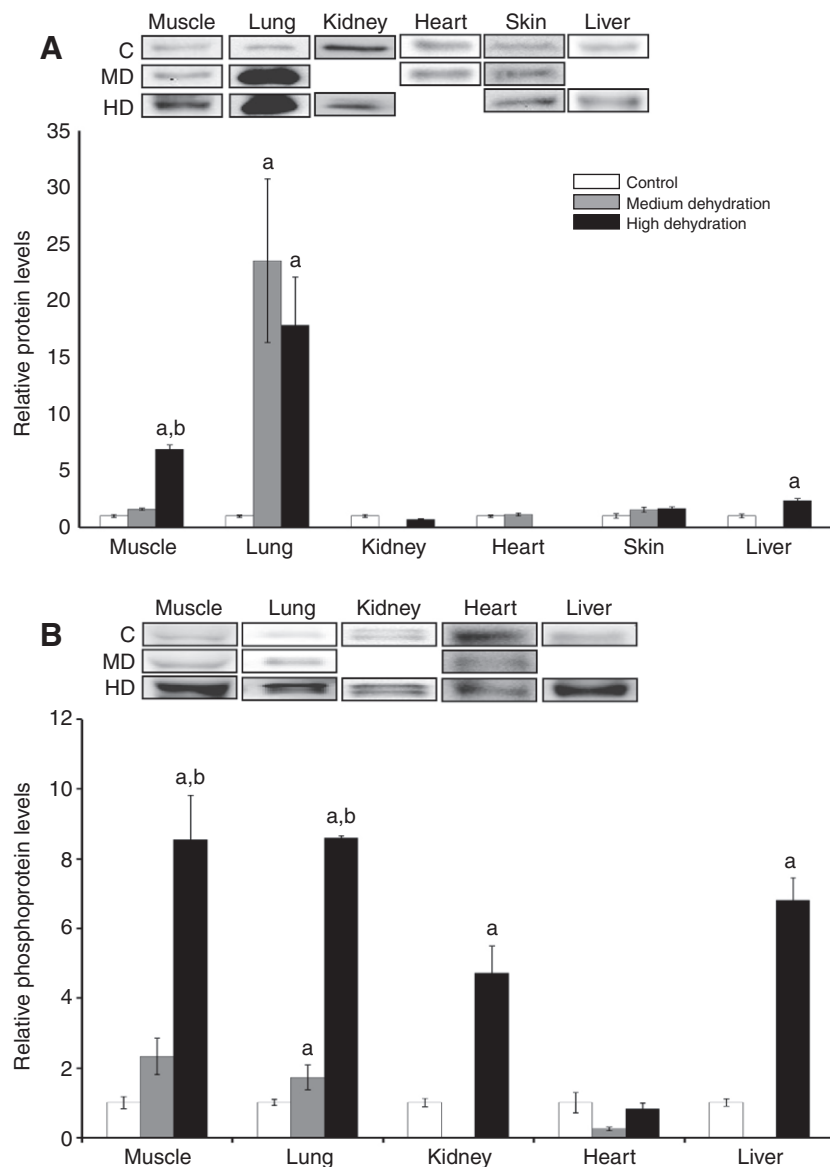 A
Muscle Lung Kidney Heart Skin Liver
C
MD
HD
35
30
25
20
15
10
5
0
Relative protein levels
a,b
a
a
a
Control
Medium dehydration
High dehydration
Muscle Lung Kidney Heart Skin Liver
B
Muscle Lung Kidney Heart Liver
C
MD
HD
12
10
8
6
4
2
0
Relative phosphoprotein levels
a,b
a
a,b
a
a
Muscle Lung Kidney Heart Liver